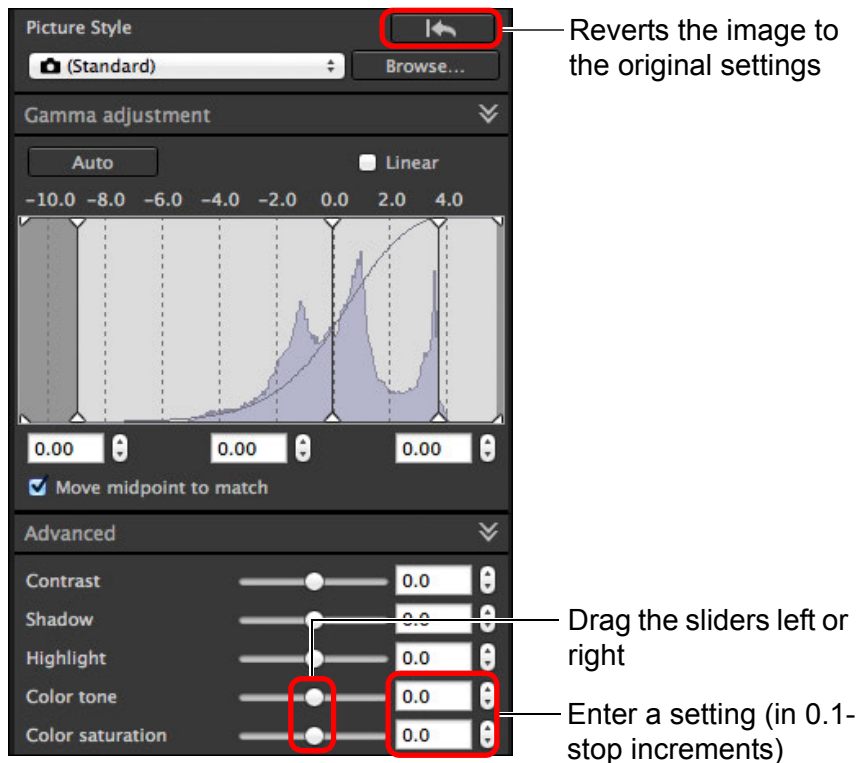 Picture Style
Reverts the image to
the original settings
(Standard)
Browse...
Gamma adjustment
Auto
Linear
-10.0 -8.0 -6.0 -4.0 -2.0 0.0 2.0 4.0
0.00 0.00 0.00
Move midpoint to match
Advanced
Contrast 0.0
Shadow 0.0
Highlight 0.0
Color tone 0.0
Color saturation 0.0
Drag the sliders left or
right
Enter a setting (in 0.1-
stop increments)